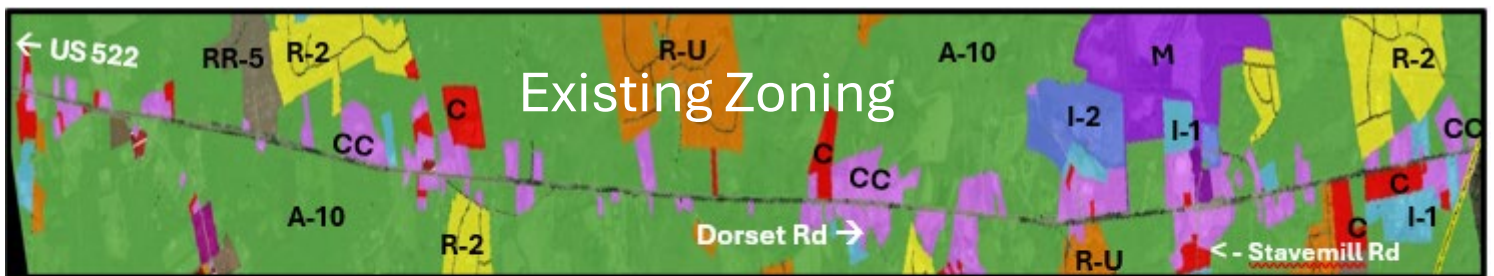 ← US 522
RR-5
R-2
R-U
A-10
M
R-2
Existing Zoning
C
I-2
I-1
CC
CC
C
CC
C
A-10
R-2
Dorset Rd →
C
I-1
R-U
<- Stavemill Rd